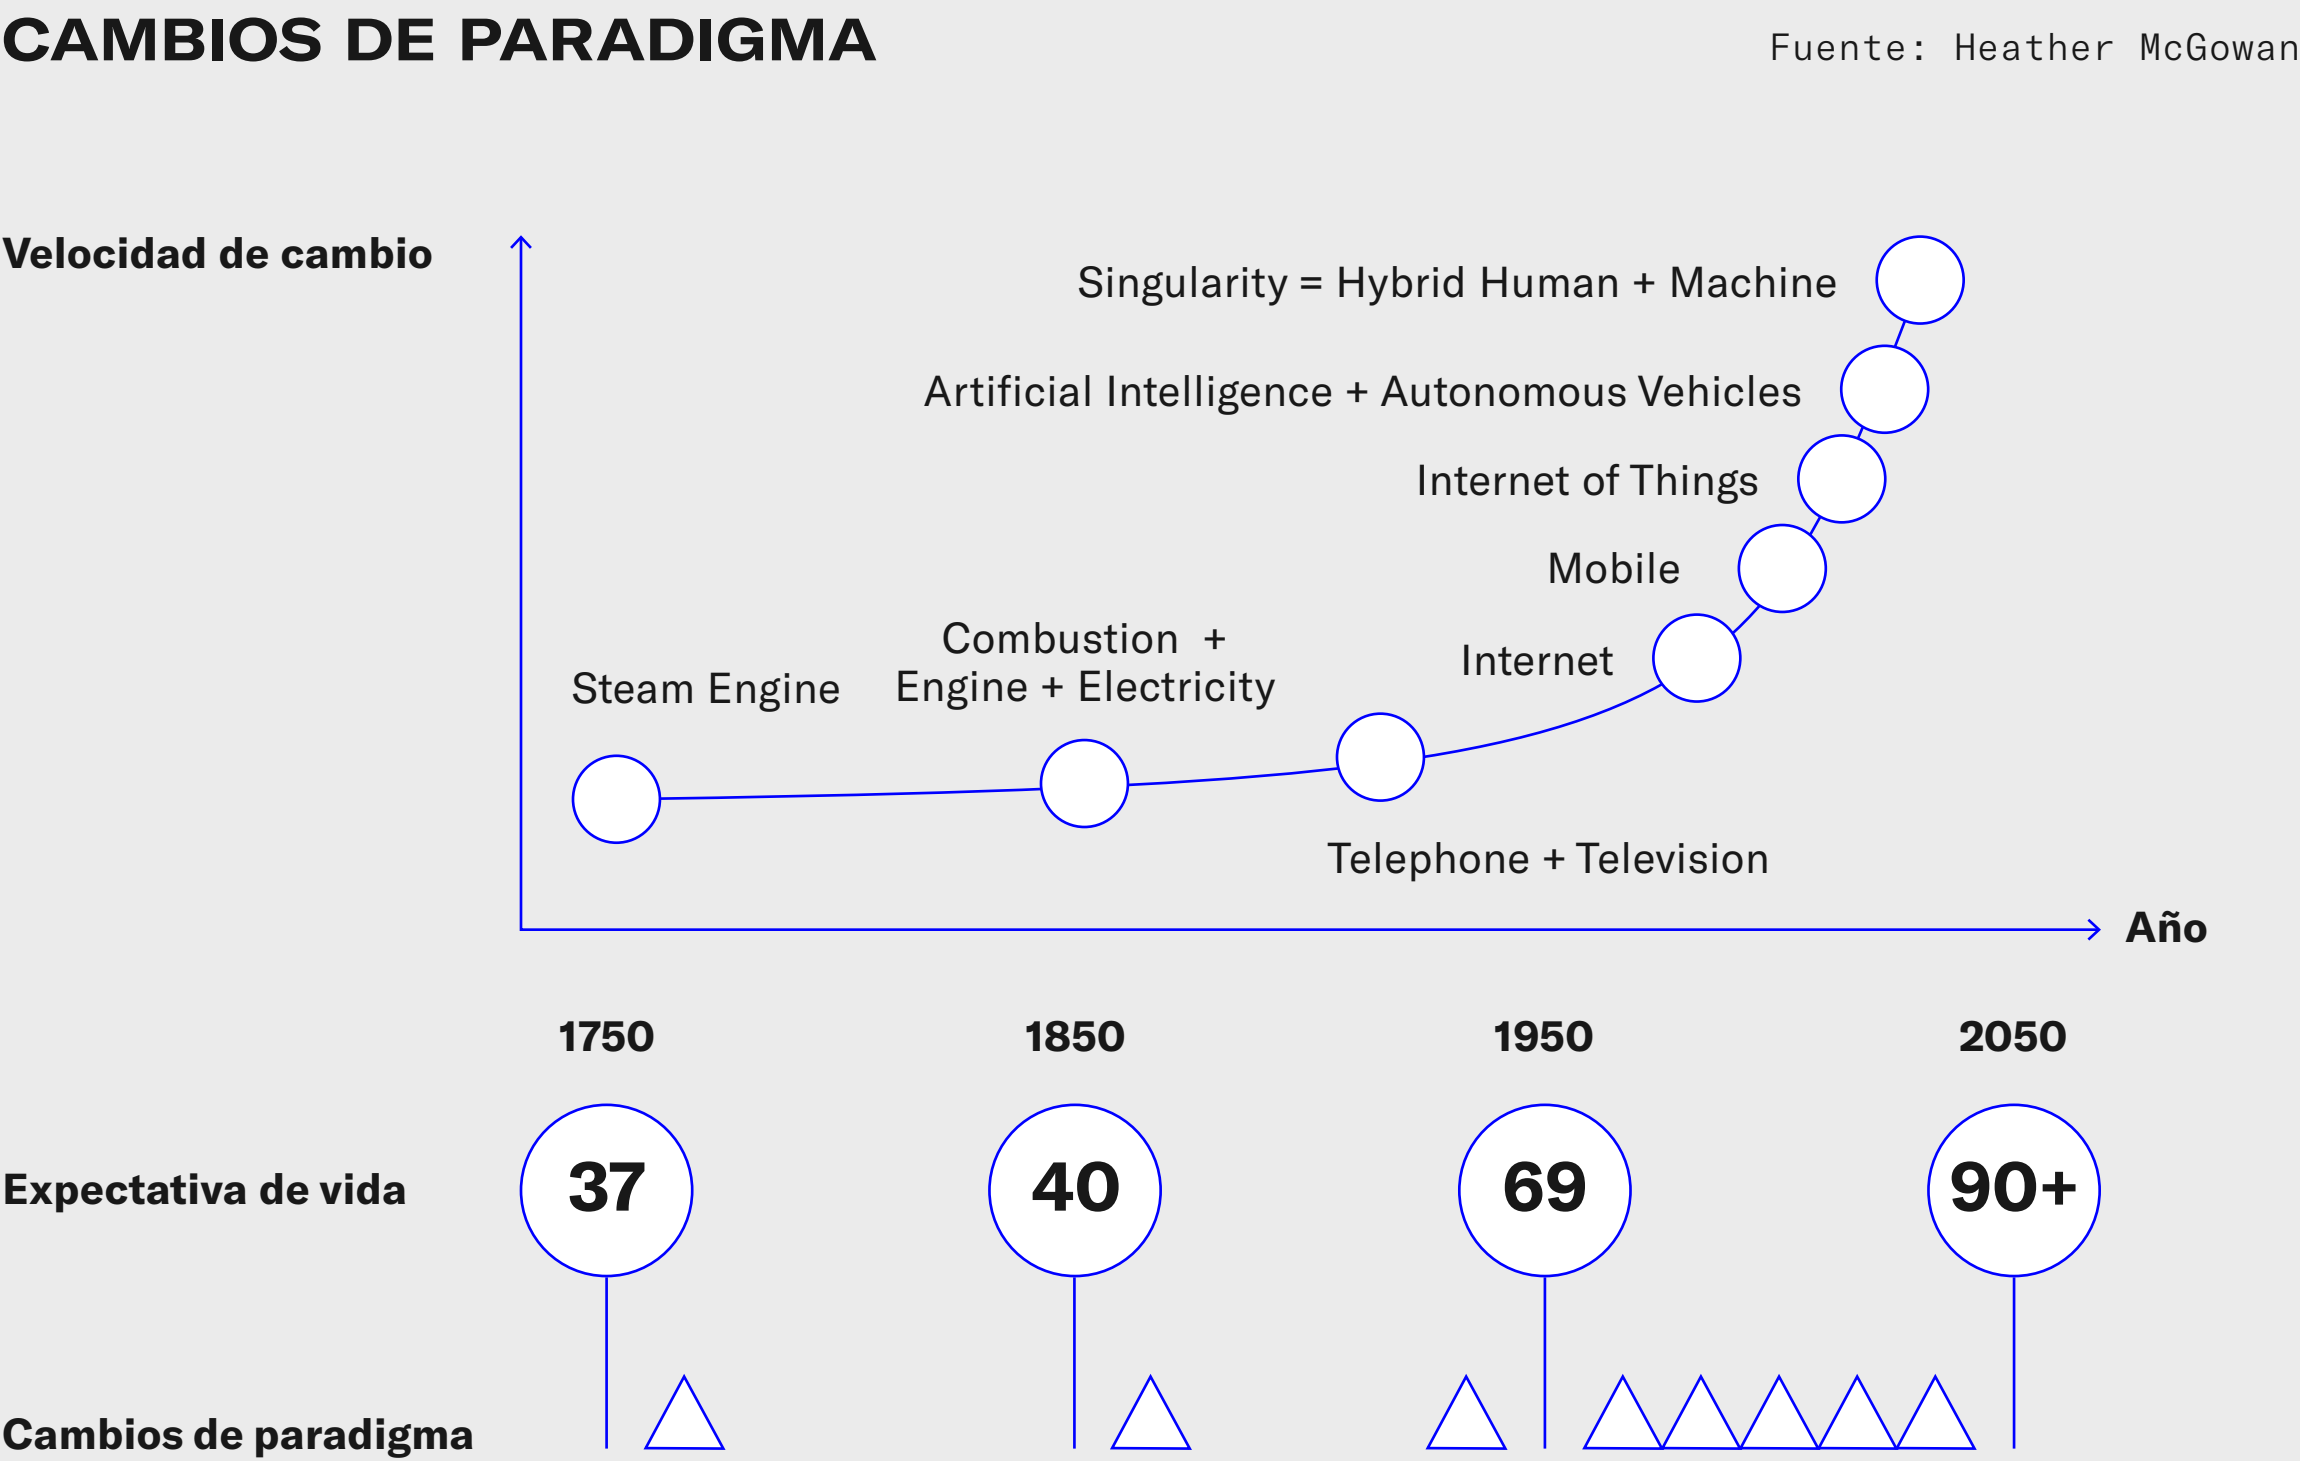 CAMBIOS DE PARADIGMA
Fuente: Heather McGowan
Velocidad de cambio
Singularity = Hybrid Human + Machine
Artificial Intelligence + Autonomous Vehicles
Internet of Things
Mobile
Combustion +
Engine + Electricity
Internet
Steam Engine
Telephone + Television
Año
1750
1850
1950
2050
Expectativa de vida
37
40
69
90+
Cambios de paradigma